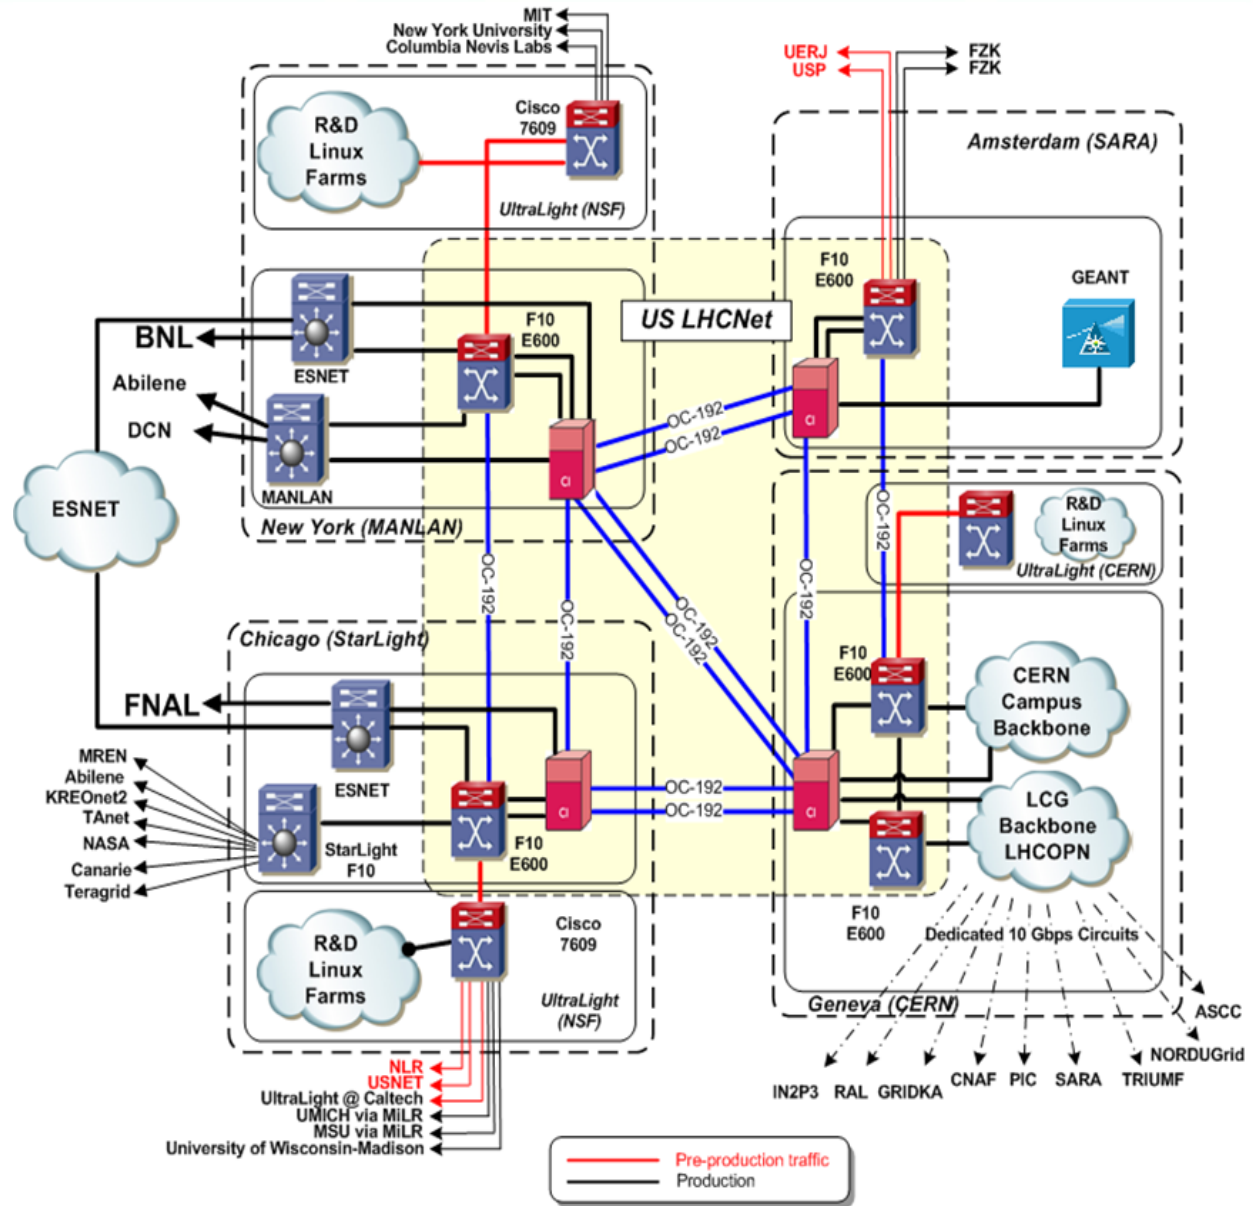 MIT
New York University
Columbia Nevis Labs
UERJ
USP
FZK
FZK
R&D
Linux
Farms
Cisco
7609
UltraLight (NSF)
Amsterdam (SARA)
F10
E600
GEANT
US LHCNet
BNL
ESNET
F10
E600
Abilene
DCN
MANLAN
CI
CI
OC-192
OC-192
New York (MANLAN)
ESNET
OC-192
OC-192
OC-192
OC-192
OC-192
OC-192
R&D
Linux
Farms
UltraLight (CERN)
Chicago (StarLight)
FNAL
ESNET
F10
E600
CERN
Campus
Backbone
MREN
Abilene
KREOnet2
TAnet
NASA
Canarie
Teragrid
StarLight
F10
F10
E600
CI
OC-192
OC-192
CI
LCG
Backbone
LHCOPN
F10
E600
Dedicated 10 Gbps Circuits
R&D
Linux
Farms
Cisco
7609
UltraLight
(NSF)
Geneva (CERN)
NLR
USNET
UltraLight @ Caltech
UMICH via MiLR
MSU via MiLR
University of Wisconsin-Madison
IN2P3
RAL
GRIDKA
CNAF
PIC
SARA
TRIUMF
NORDUGrid
ASCC
Pre-production traffic
Production